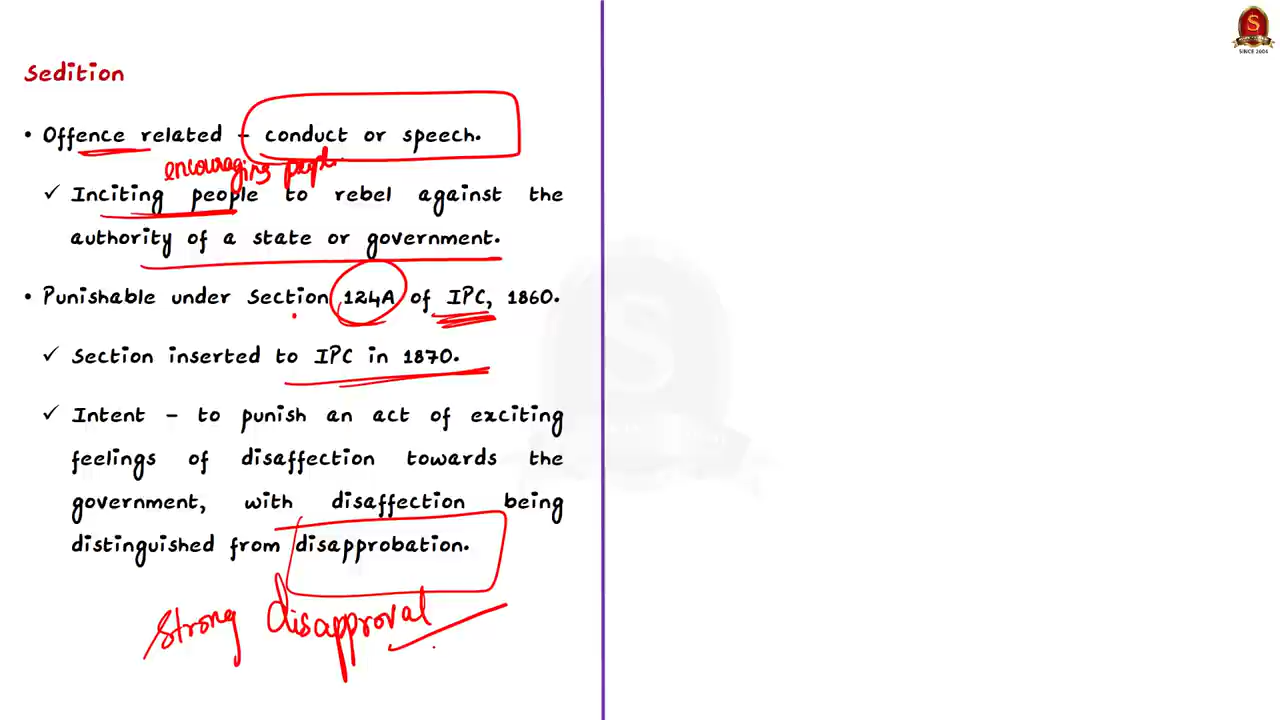 Sedition
• Offence related - conduct or speech.
encouraging
✓ Inciting people to rebel against the
authority of a state or government.
• Punishable under Section 124A of IPC, 1860.
✓ Section inserted to IPC in 1870.
✓ Intent - to punish an act of exciting
feelings of disaffection towards the
government, with disaffection being
distinguished from disapprobation.
strong disapproval
S
SINCE 2004